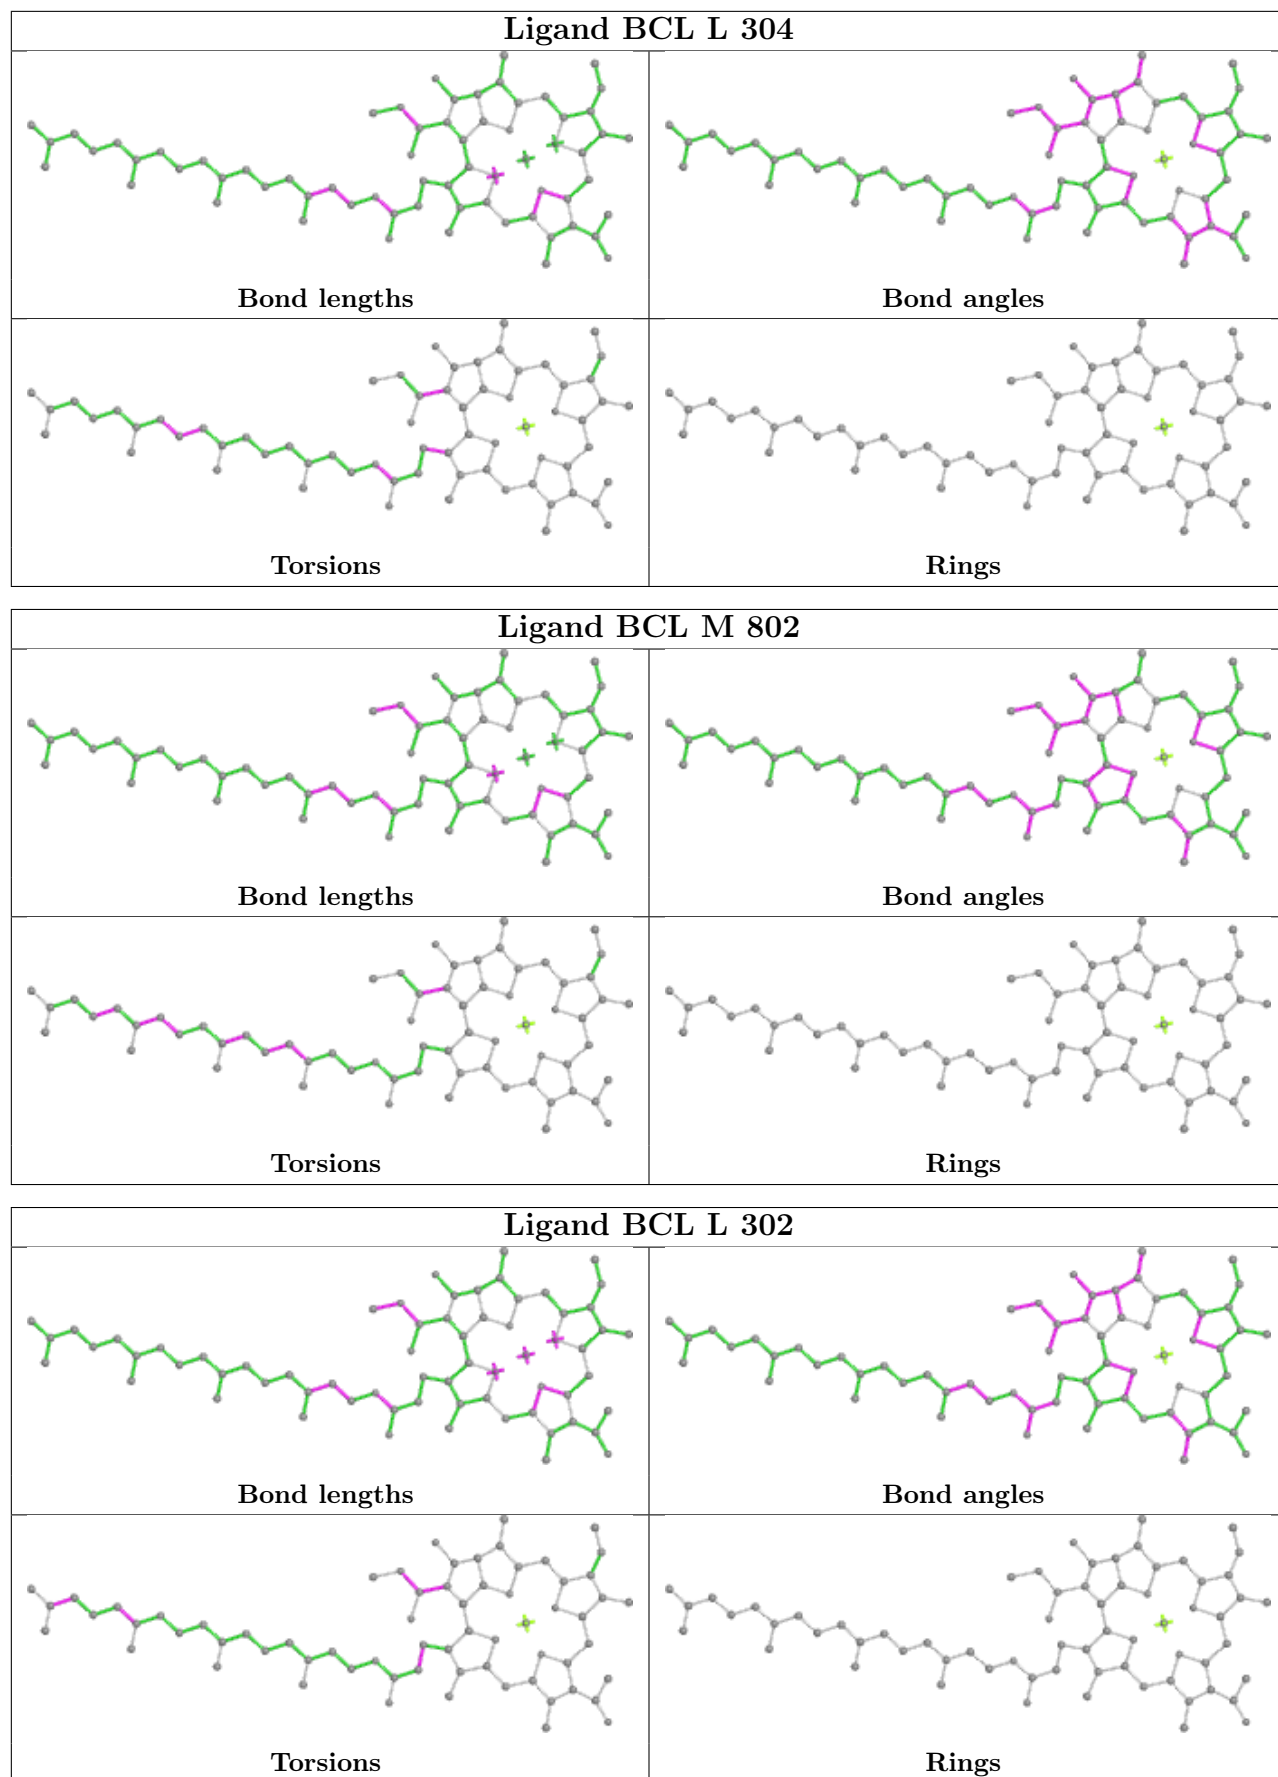 Ligand BCL L 304
Bond lengths
Bond angles
Torsions
Rings
Ligand BCL M 802
Bond lengths
Bond angles
Torsions
Rings
Ligand BCL L 302
Bond lengths
Bond angles
Torsions
Rings